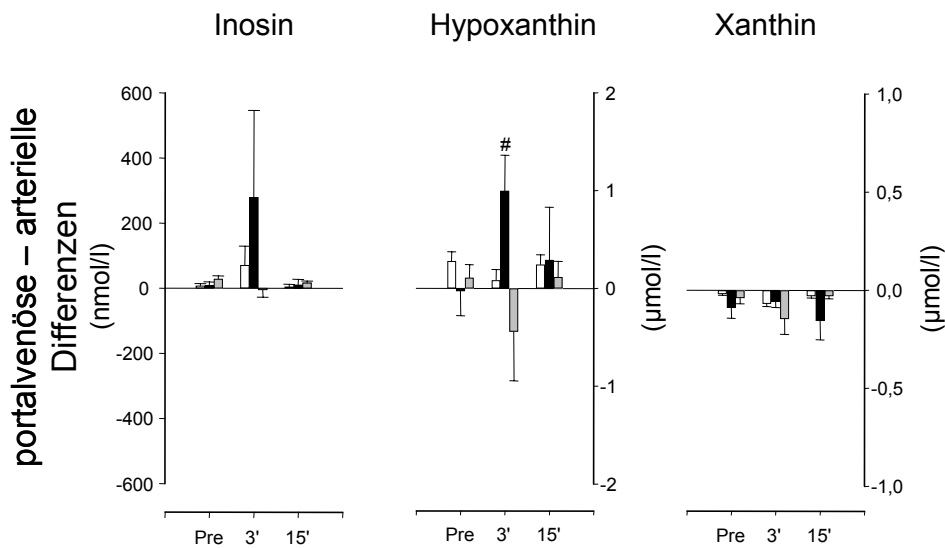 Inosin
Hypoxanthin
Xanthin
portalvenöse – arterielle
Differenzen
(nmol/l)
600
400
200
0
-200
-400
-600
Pre 3' 15'
#
2
1
0
-1
-2
(µmol/l)
Pre 3' 15'
1,0
0,5
0,0
-0,5
-1,0
(µmol/l)
Pre 3' 15'